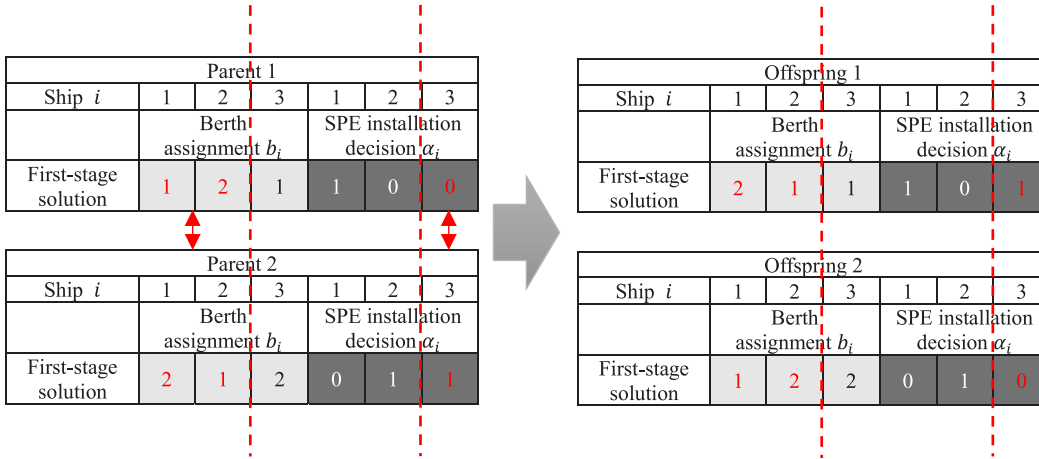 Parent 1
Ship i 1 2 3 1 2 3
Berth assignment b_i SPE installation decision α_i
First-stage solution 1 2 1 1 0 0
Parent 2
Ship i 1 2 3 1 2 3
Berth assignment b_i SPE installation decision α_i
First-stage solution 2 1 2 0 1 1
Offspring 1
Ship i 1 2 3 1 2 3
Berth assignment b_i SPE installation decision α_i
First-stage solution 2 1 1 1 0 1
Offspring 2
Ship i 1 2 3 1 2 3
Berth assignment b_i SPE installation decision α_i
First-stage solution 1 2 2 0 1 0